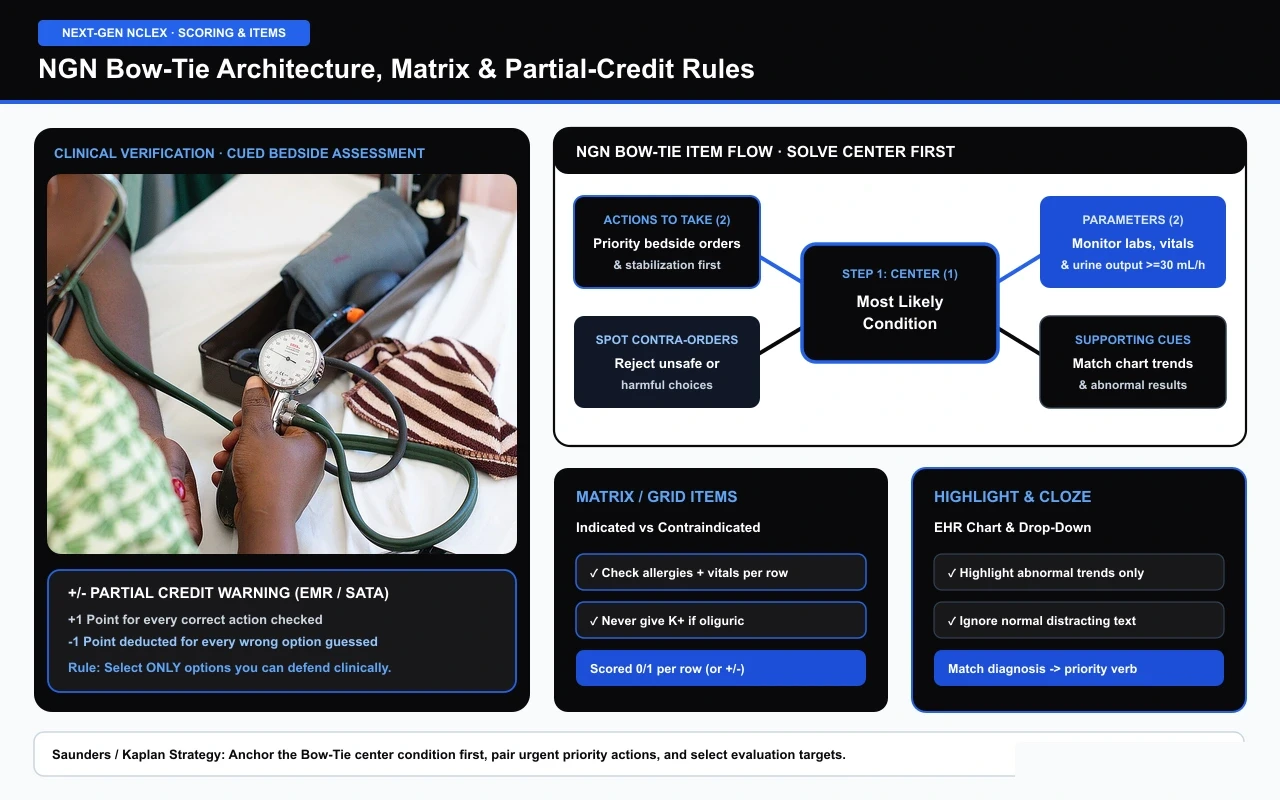 NEXT-GEN NCLEX · SCORING & ITEMS
NGN Bow-Tie Architecture, Matrix & Partial-Credit Rules
CLINICAL VERIFICATION · CUED BEDSIDE ASSESSMENT
+/- PARTIAL CREDIT WARNING (EMR / SATA)
+1 Point for every correct action checked
-1 Point deducted for every wrong option guessed
Rule: Select ONLY options you can defend clinically.
NGN BOW-TIE ITEM FLOW · SOLVE CENTER FIRST
ACTIONS TO TAKE (2)
Priority bedside orders
& stabilization first
SPOT CONTRA-ORDERS
Reject unsafe or
harmful choices
STEP 1: CENTER (1)
Most Likely
Condition
PARAMETERS (2)
Monitor labs, vitals
& urine output >=30 mL/h
SUPPORTING CUES
Match chart trends
& abnormal results
MATRIX / GRID ITEMS
Indicated vs Contraindicated
✓ Check allergies + vitals per row
✓ Never give K+ if oliguric
Scored 0/1 per row (or +/-)
HIGHLIGHT & CLOZE
EHR Chart & Drop-Down
✓ Highlight abnormal trends only
✓ Ignore normal distracting text
Match diagnosis -> priority verb
Saunders / Kaplan Strategy: Anchor the Bow-Tie center condition first, pair urgent priority actions, and select evaluation targets.